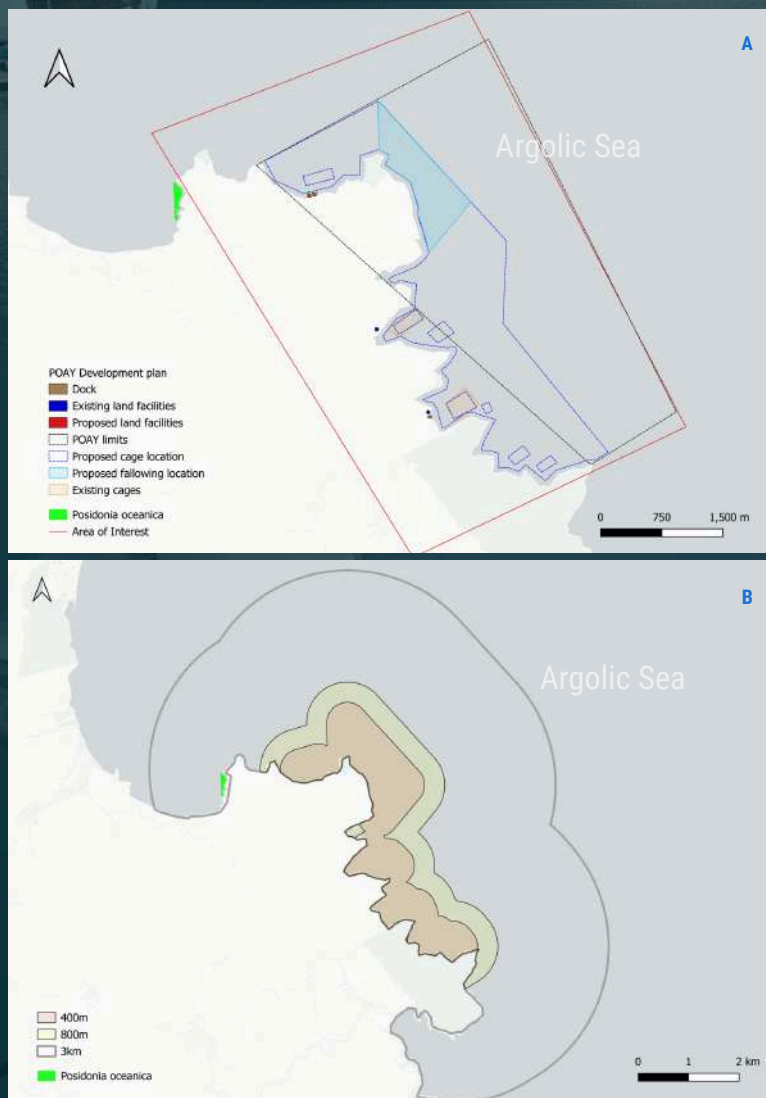 A
Argolic Sea
POAY Development plan
Dock
Existing land facilities
Proposed land facilities
POAY limits
Proposed cage location
Proposed fallowing location
Existing cages
Posidonia oceanica
Area of Interest
0 750 1,500 m
B
Argolic Sea
400m
800m
3km
Posidonia oceanica
0 1 2 km